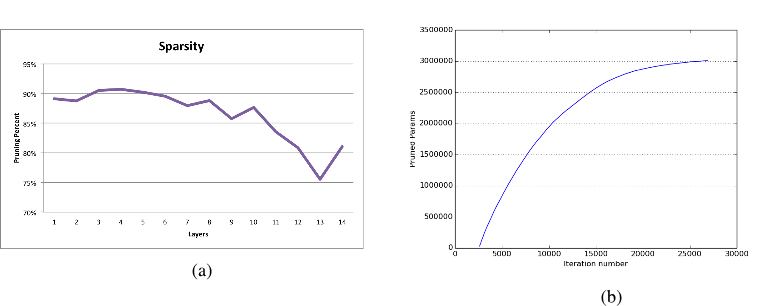 Sparsity
95%
90%
85%
80%
75%
70%
Pruning Percent
1 2 3 4 5 6 7 8 9 10 11 12 13 14
Layers
(a)
3500000
3000000
2500000
2000000
1500000
1000000
500000
0
Pruned Params
0 5000 10000 15000 20000 25000 30000
Iteration number
(b)